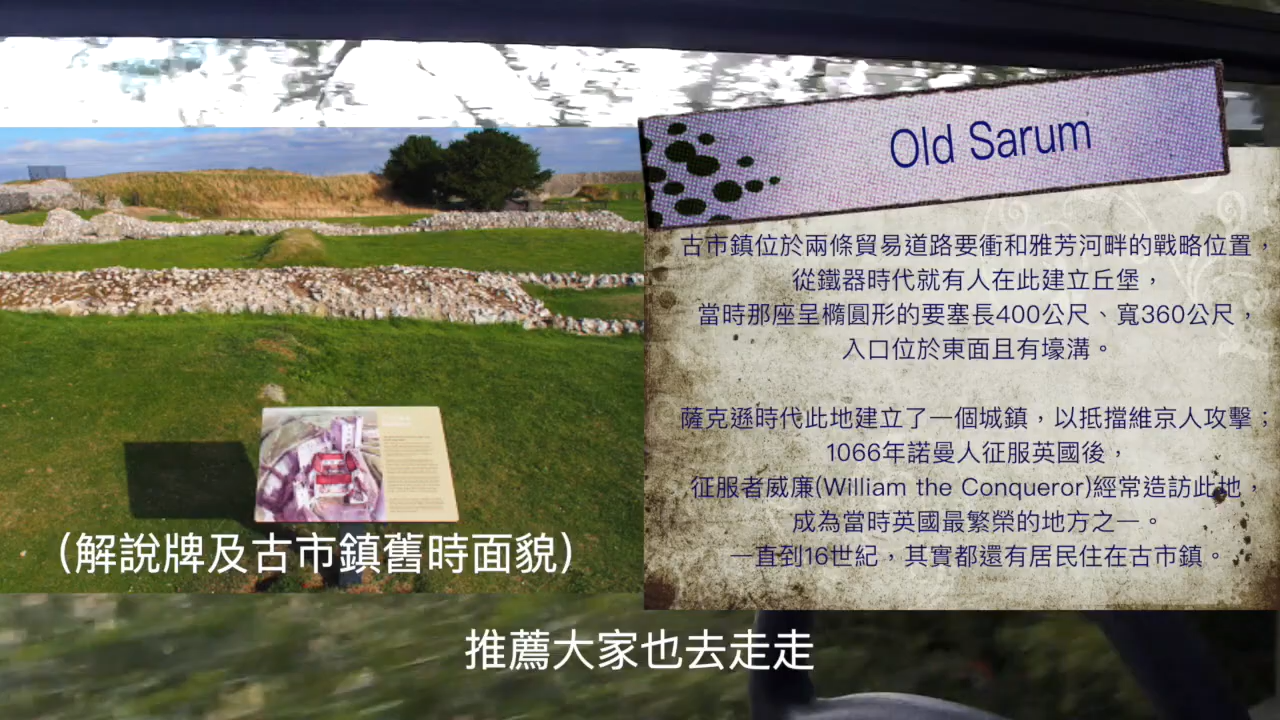 Old Sarum
古市鎮位於兩條貿易道路要衝和雅芳河畔的戰略位置，
從鐵器時代就有人在此建立丘堡，
當時那座呈橢圓形的要塞長400公尺、寬360公尺，
入口位於東面且有壕溝。
薩克遜時代此地建立了一個城鎮，以抵擋維京人攻擊；
1066年諾曼人征服英國後，
征服者威廉(William the Conqueror)經常造訪此地，
成為當時英國最繁榮的地方之一。
一直到16世紀，其實都還有居民住在古市鎮。
（解說牌及古市鎮舊時面貌）
推薦大家也去走走